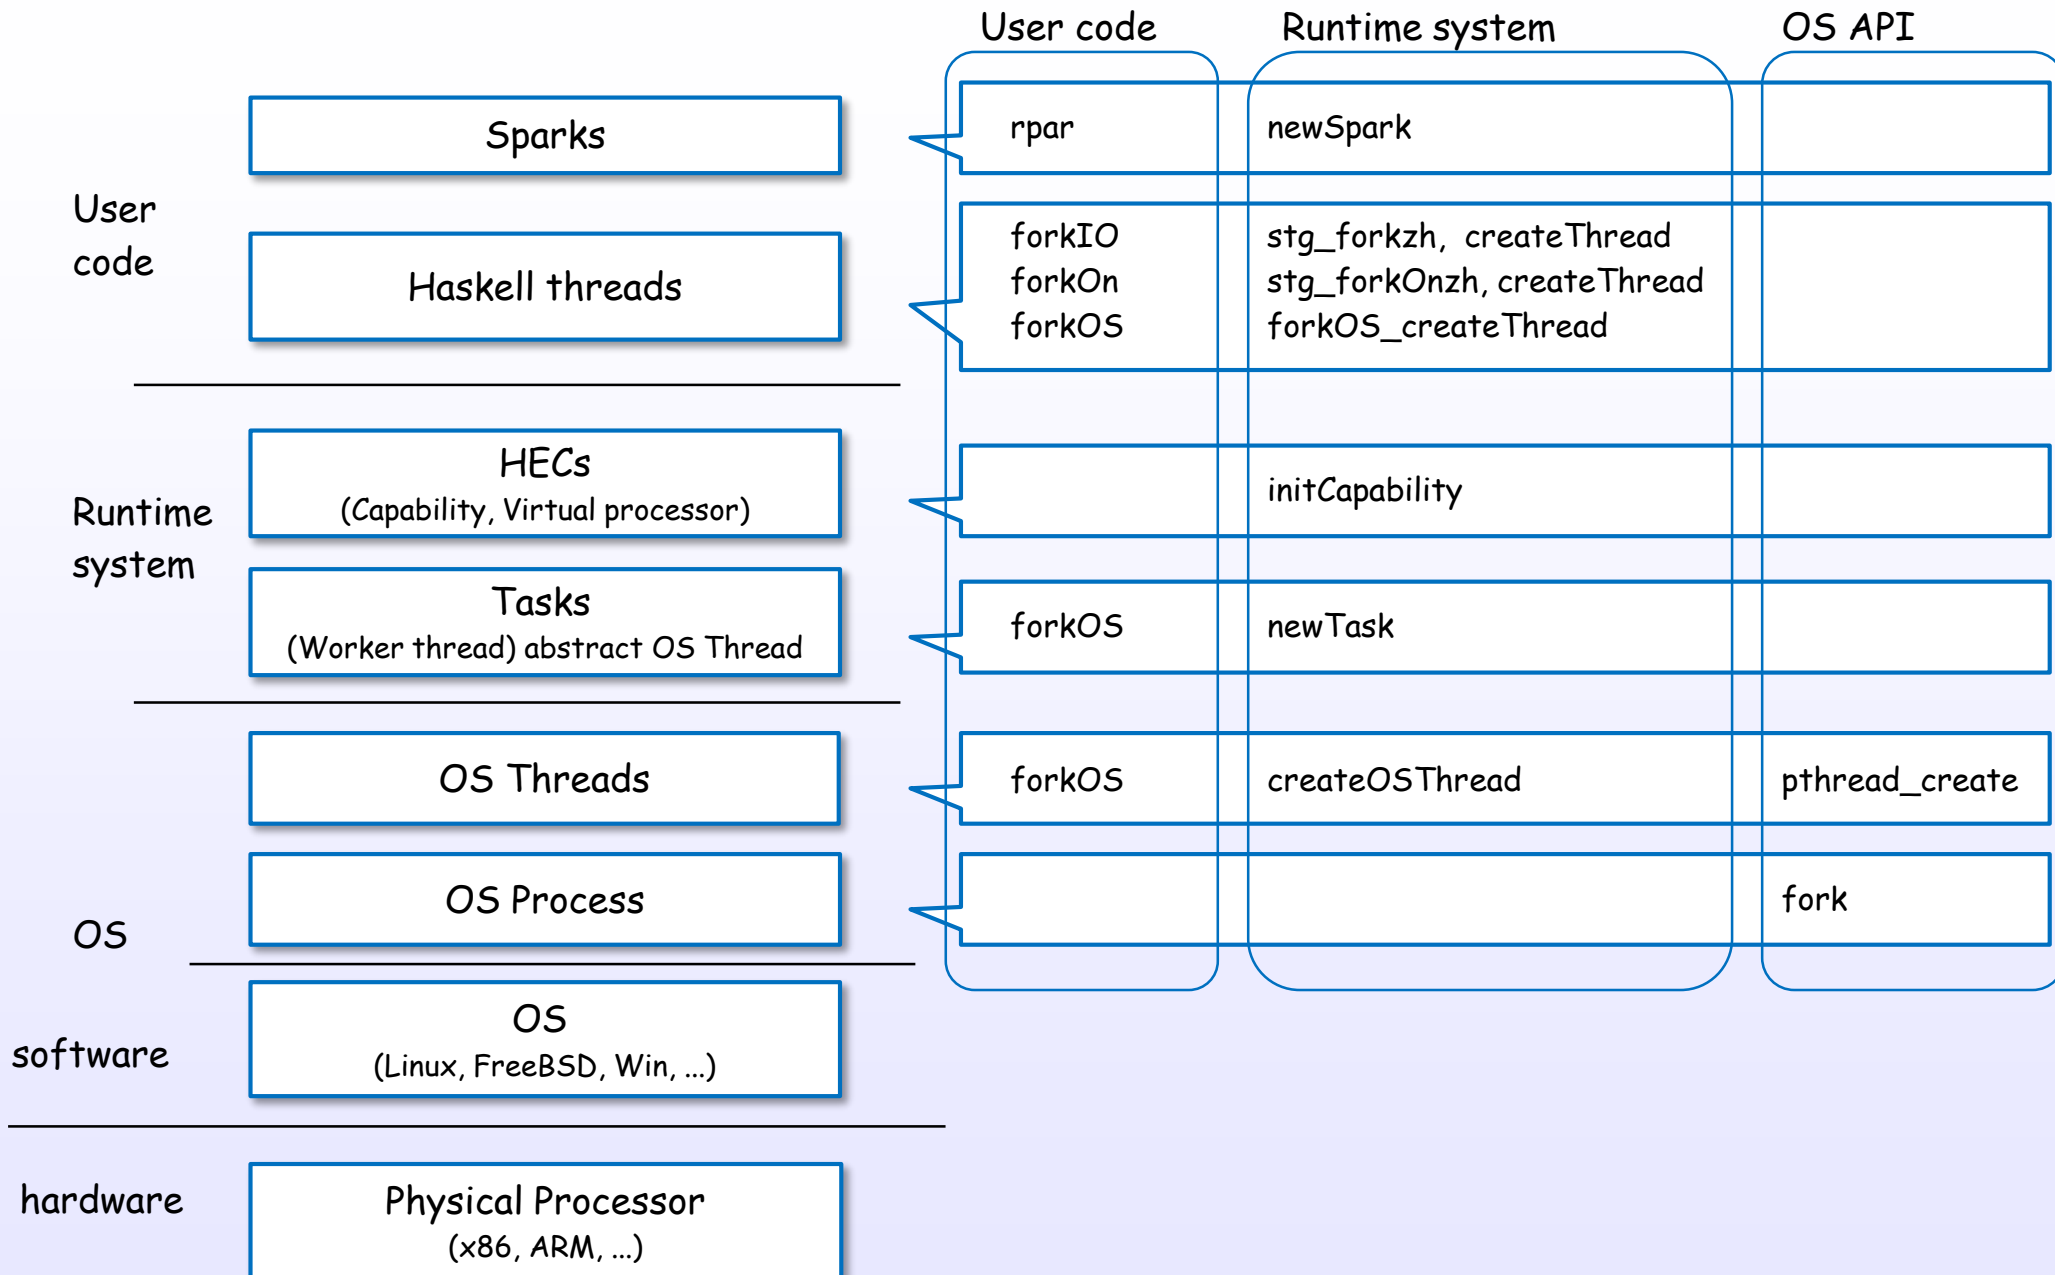 User code Runtime system OS API
Sparks
rpar newSpark
User
code
Haskell threads
forkIO stg_forkzh, createThread
forkOn stg_forkOnzh, createThread
forkOS forkOS_createThread
Runtime
system
HECs
(Capability, Virtual processor)
initCapability
Tasks
(Worker thread) abstract OS Thread
forkOS newTask
OS Threads
forkOS createOSThread pthread_create
OS Process
fork
OS
software
OS
(Linux, FreeBSD, Win, ...)
hardware
Physical Processor
(x86, ARM, ...)